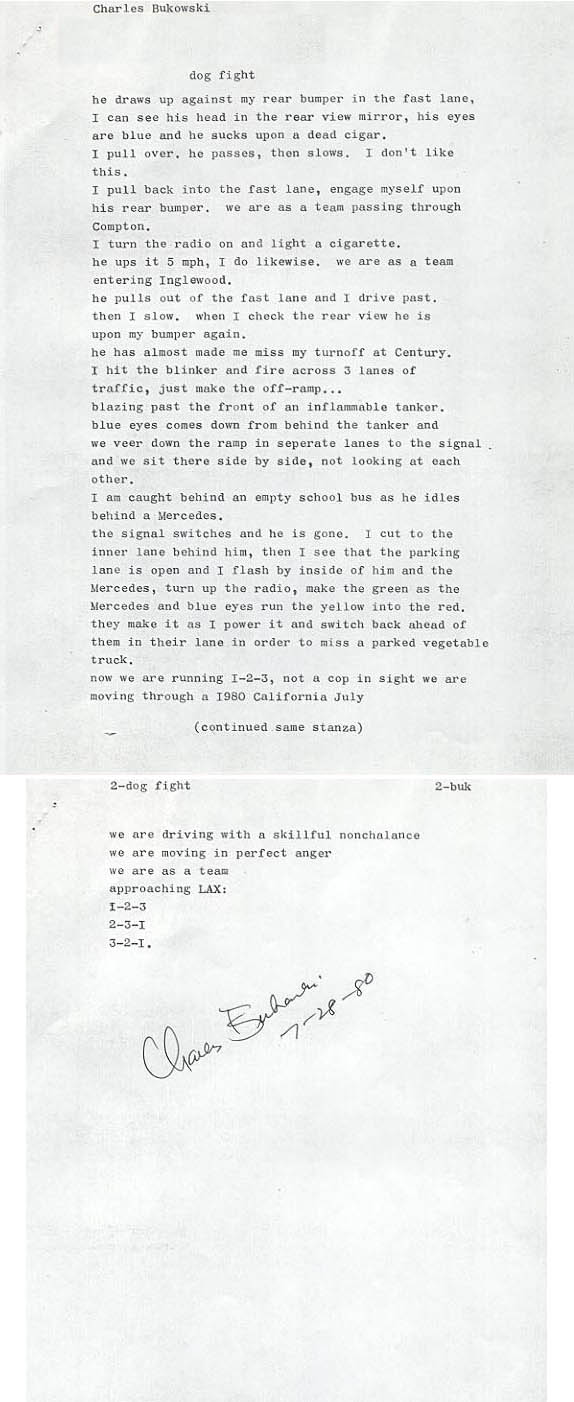 Charles Bukowski
dog fight
he draws up against my rear bumper in the fast lane,
I can see his head in the rear view mirror, his eyes
are blue and he sucks upon a dead cigar.
I pull over. he passes, then slows. I don't like
this.
I pull back into the fast lane, engage myself upon
his rear bumper. we are as a team passing through
Compton.
I turn the radio on and light a cigarette.
he ups it 5 mph, I do likewise. we are as a team
entering Inglewood.
he pulls out of the fast lane and I drive past.
then I slow. when I check the rear view he is
upon my bumper again.
he has almost made me miss my turnoff at Century.
I hit the blinker and fire across 3 lanes of
traffic, just make the off-ramp...
blazing past the front of an inflammable tanker.
blue eyes comes down from behind the tanker and
we veer down the ramp in seperate lanes to the signal .
and we sit there side by side, not looking at each
other.
I am caught behind an empty school bus as he idles
behind a Mercedes.
the signal switches and he is gone. I cut to the
inner lane behind him, then I see that the parking
lane is open and I flash by inside of him and the
Mercedes, turn up the radio, make the green as the
Mercedes and blue eyes run the yellow into the red.
they make it as I power it and switch back ahead of
them in their lane in order to miss a parked vegetable
truck.
now we are running I-2-3, not a cop in sight we are
moving through a I980 California July
(continued same stanza)
2-dog fight 2-buk
we are driving with a skillful nonchalance
we are moving in perfect anger
we are as a team
approaching LAX:
I-2-3
2-3-I
3-2-I.
Charles Bukowski
7-28-80